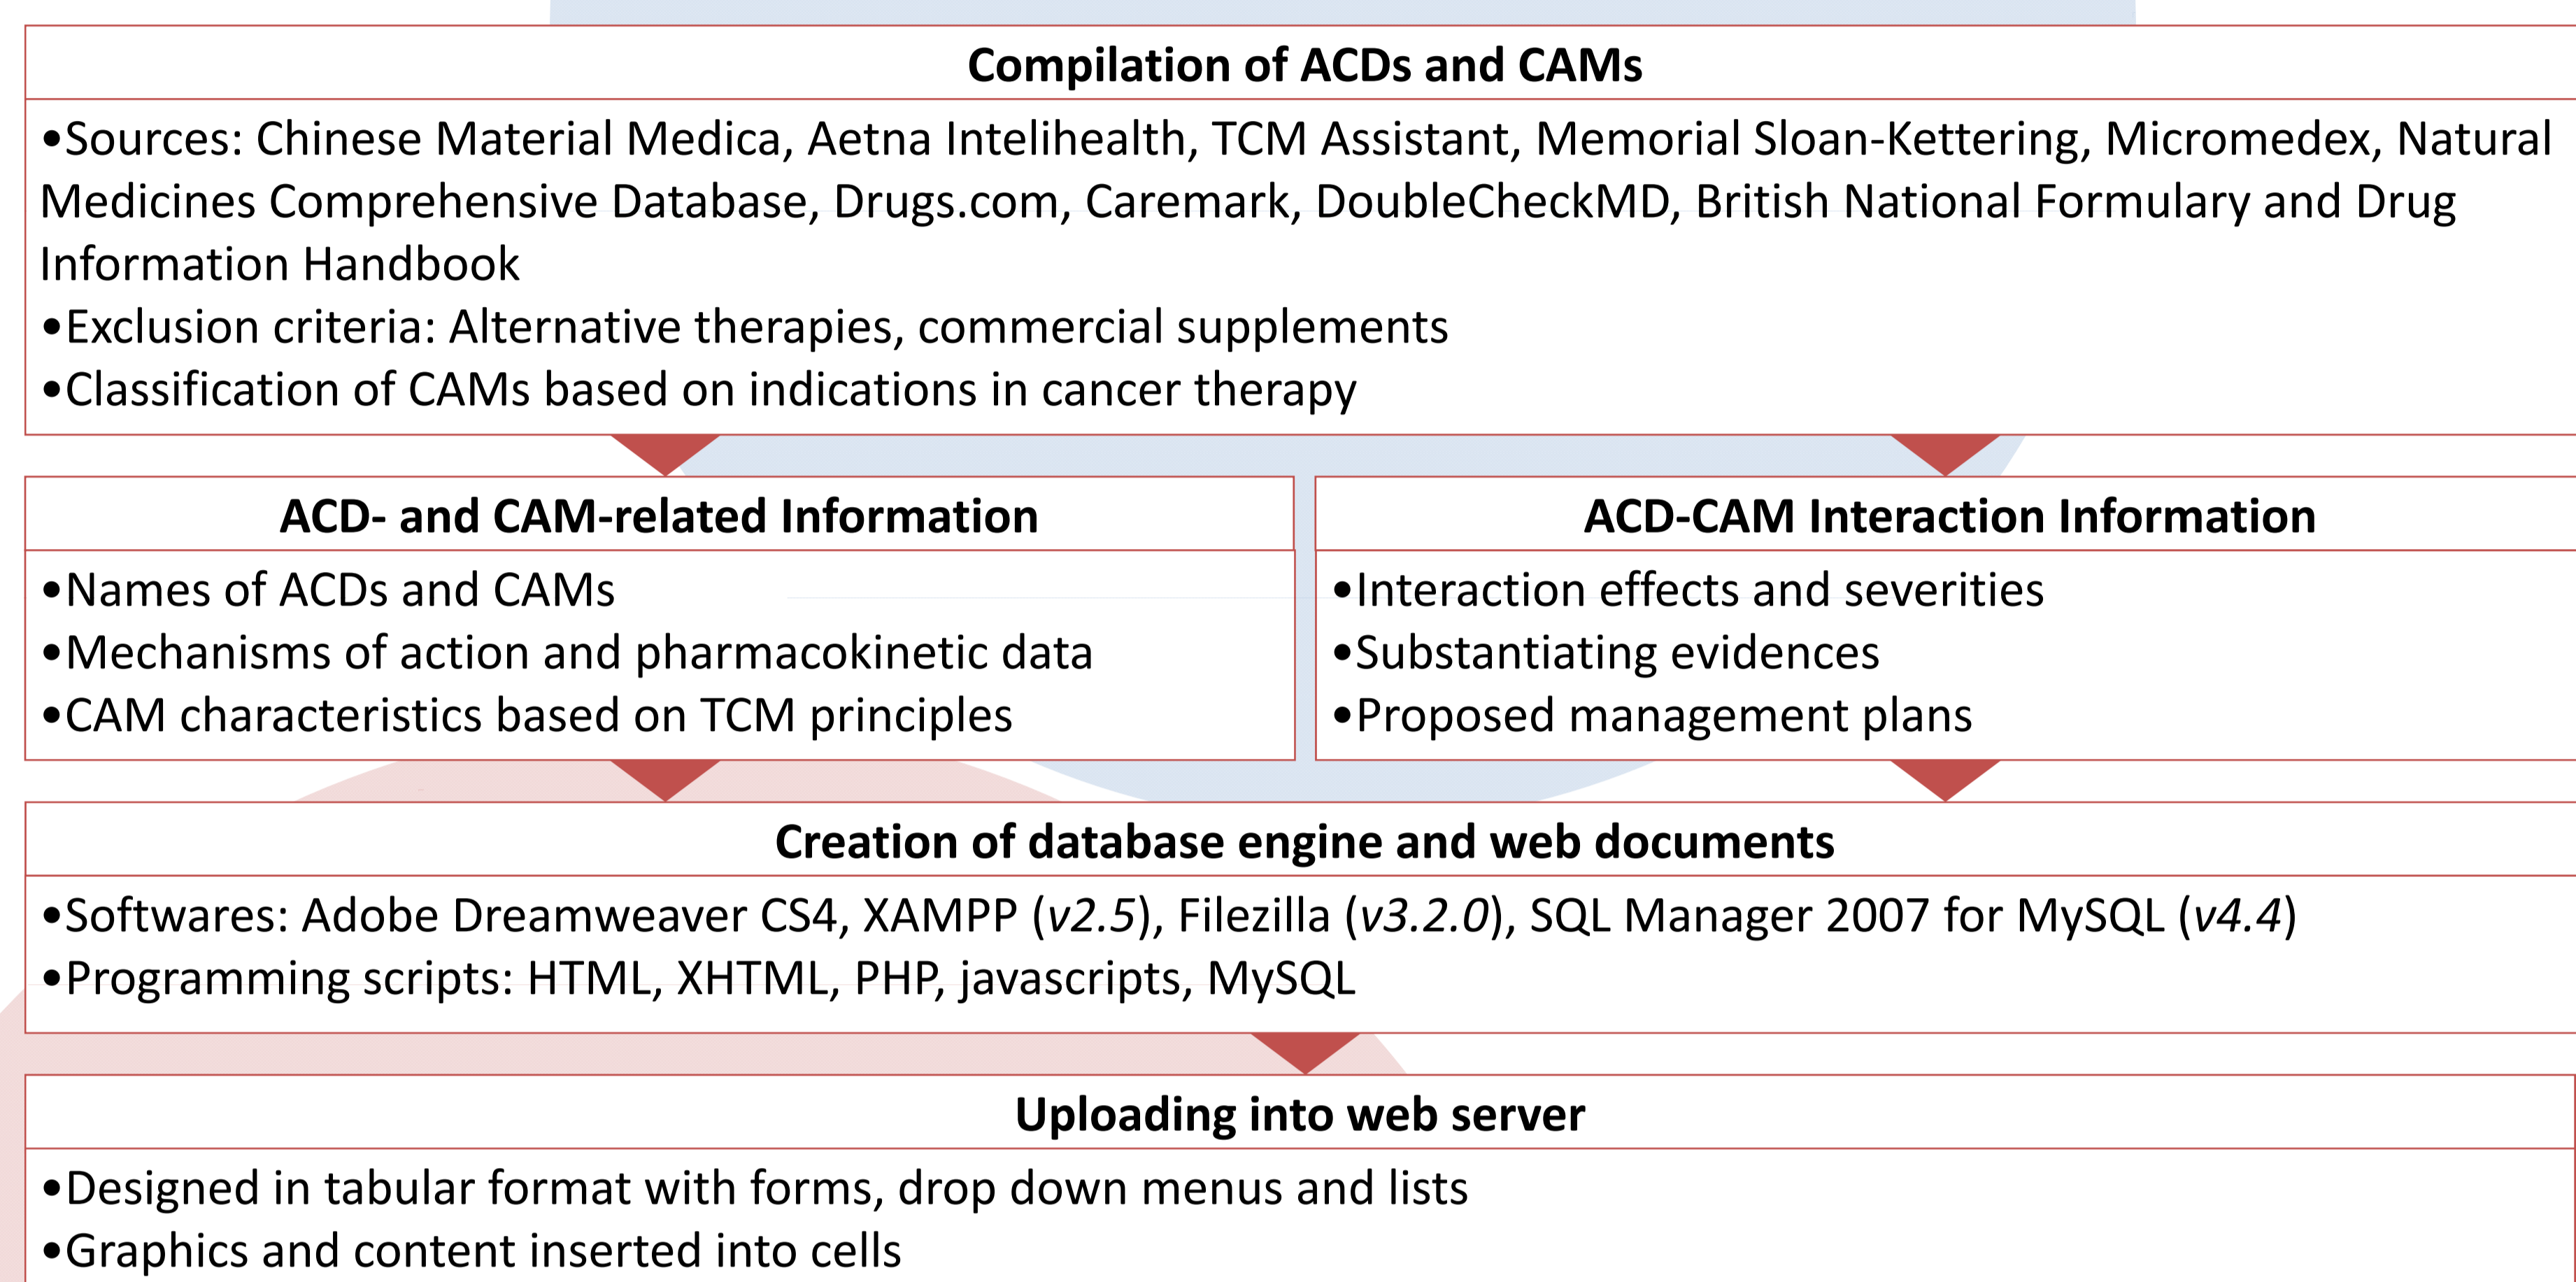 Compilation of ACDs and CAMs
•Sources: Chinese Material Medica, Aetna Intelihealth, TCM Assistant, Memorial Sloan-Kettering, Micromedex, Natural
Medicines Comprehensive Database, Drugs.com, Caremark, DoubleCheckMD, British National Formulary and Drug
Information Handbook
•Exclusion criteria: Alternative therapies, commercial supplements
•Classification of CAMs based on indications in cancer therapy
ACD- and CAM-related Information
•Names of ACDs and CAMs
•Mechanisms of action and pharmacokinetic data
•CAM characteristics based on TCM principles
ACD-CAM Interaction Information
•Interaction effects and severities
•Substantiating evidences
•Proposed management plans
Creation of database engine and web documents
•Softwares: Adobe Dreamweaver CS4, XAMPP (v2.5), Filezilla (v3.2.0), SQL Manager 2007 for MySQL (v4.4)
•Programming scripts: HTML, XHTML, PHP, javascripts, MySQL
Uploading into web server
•Designed in tabular format with forms, drop down menus and lists
•Graphics and content inserted into cells